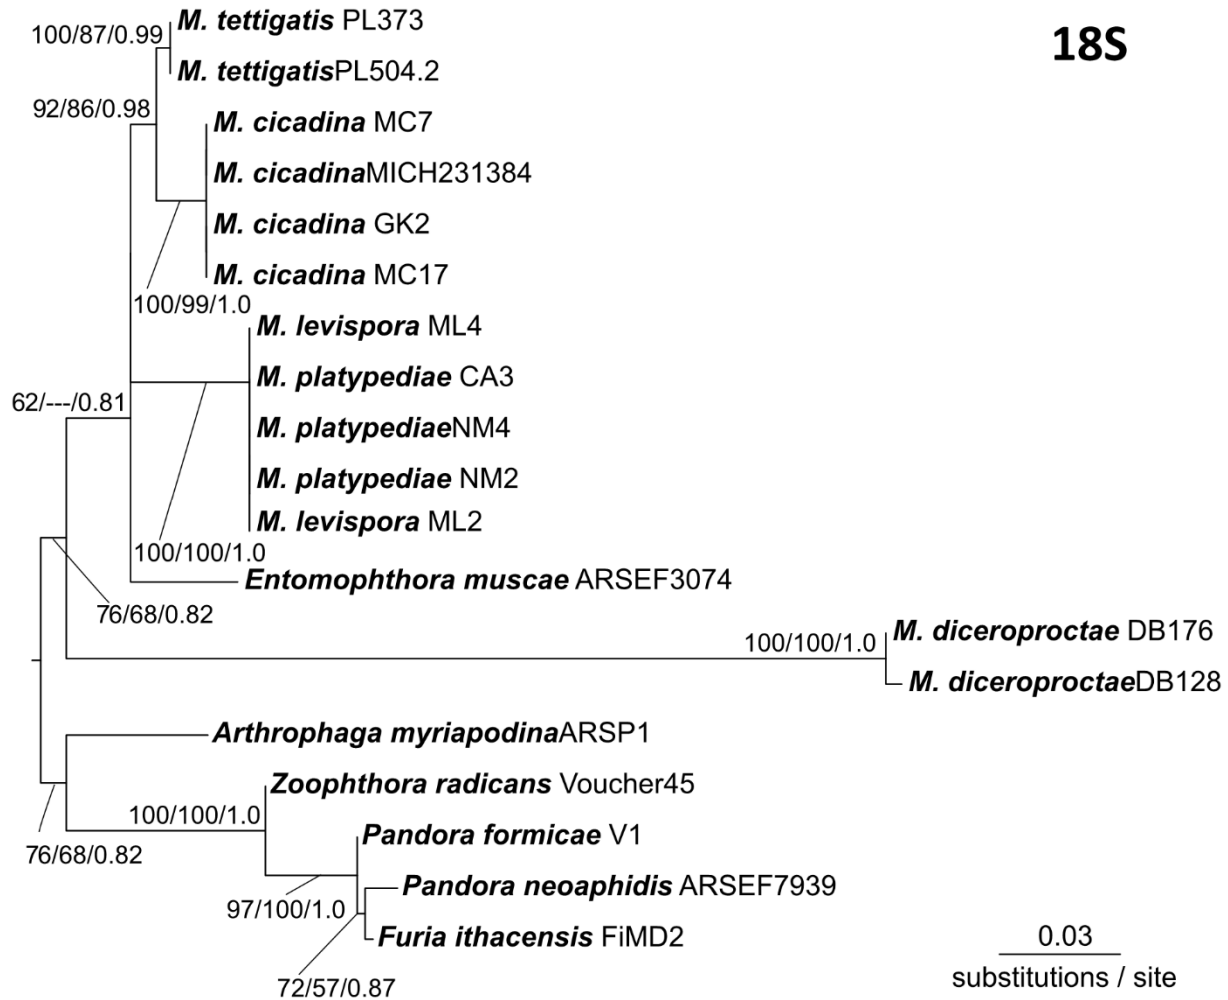 18S
100/87/0.99
M. tettigatis PL373
M. tettigatisPL504.2
92/86/0.98
M. cicadina MC7
M. cicadinaMICH231384
M. cicadina GK2
M. cicadina MC17
100/99/1.0
M. levispora ML4
M. platypediae CA3
62/---/0.81
M. platypediaeNM4
M. platypediae NM2
M. levispora ML2
100/100/1.0
Entomophthora muscae ARSEF3074
76/68/0.82
M. diceroproctae DB176
100/100/1.0
M. diceroproctaeDB128
Arthrophaga myriapodinaARSP1
Zoophthora radicans Voucher45
100/100/1.0
Pandora formicae V1
76/68/0.82
Pandora neoaphidis ARSEF7939
97/100/1.0
Furia ithacensis FiMD2
72/57/0.87
0.03
substitutions / site